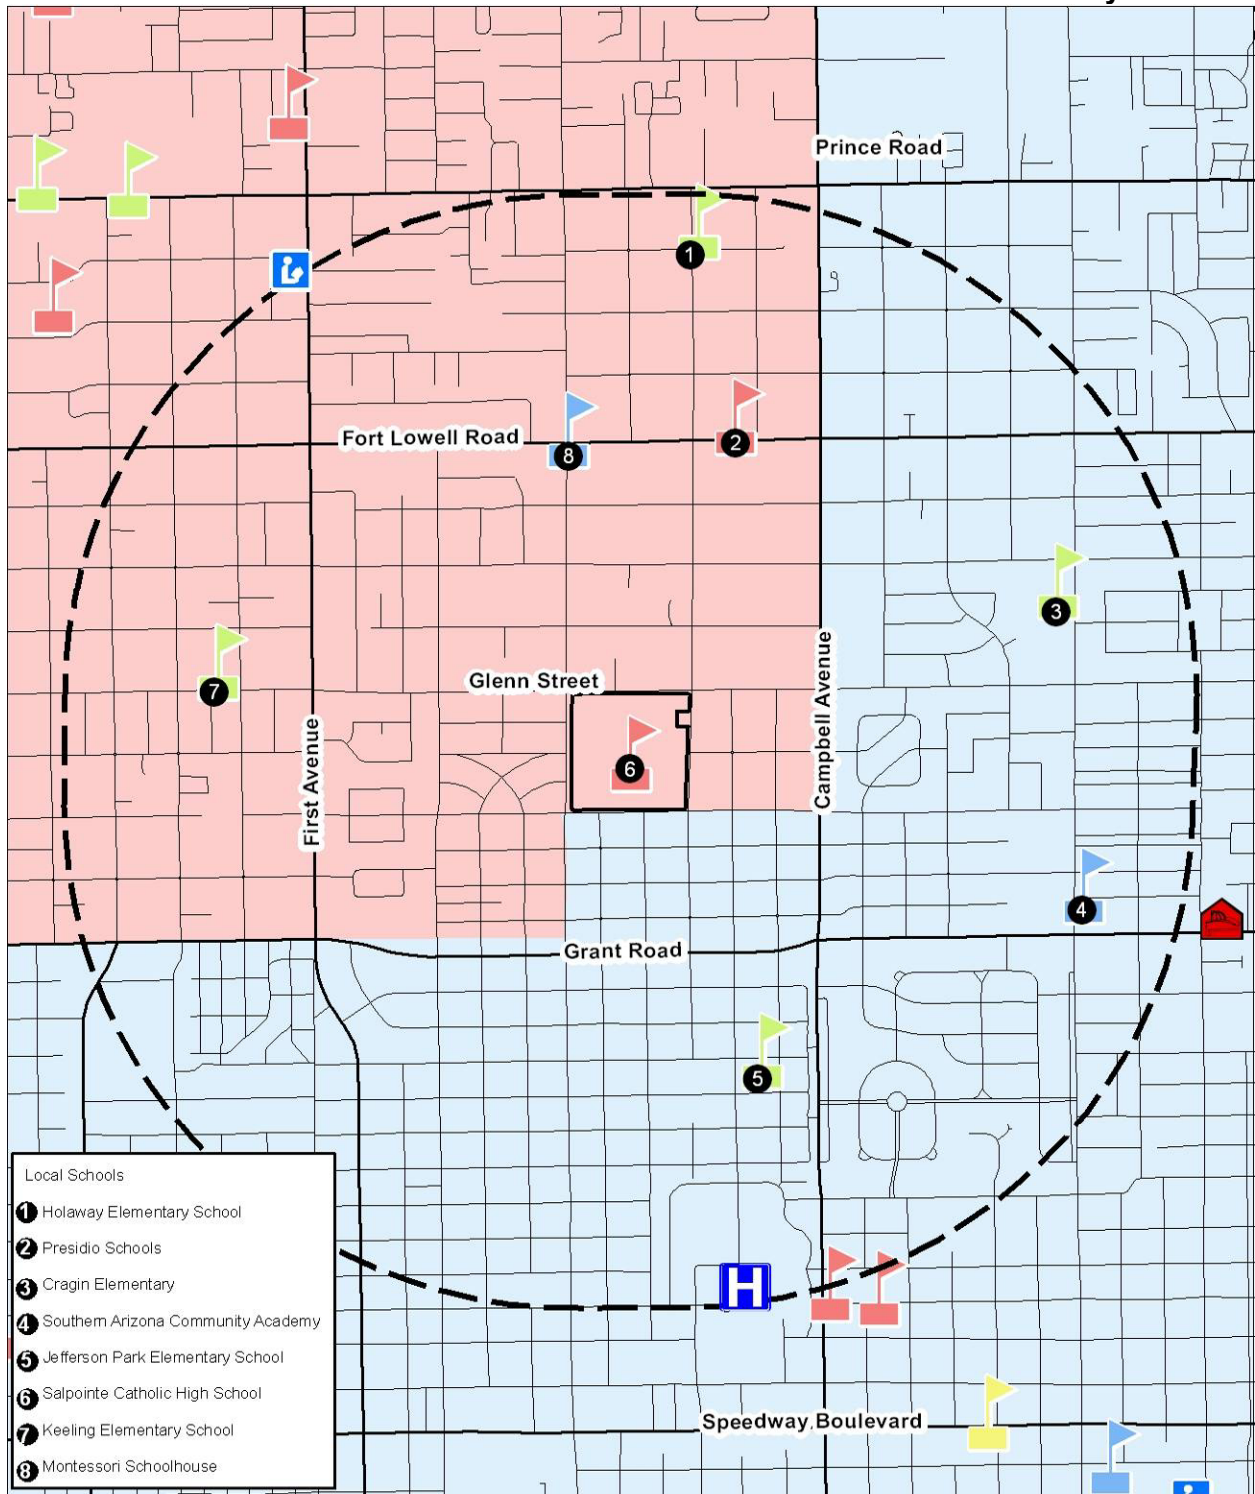 Prince Road
1
Fort Lowell Road
2
8
3
Glenn Street
7
6
First Avenue
Campbell Avenue
4
Grant Road
5
H
Speedway Boulevard
Local Schools
1 Holaway Elementary School
2 Presidio Schools
3 Cragin Elementary
4 Southern Arizona Community Academy
5 Jefferson Park Elementary School
6 Salpointe Catholic High School
7 Keeling Elementary School
8 Montessori Schoolhouse